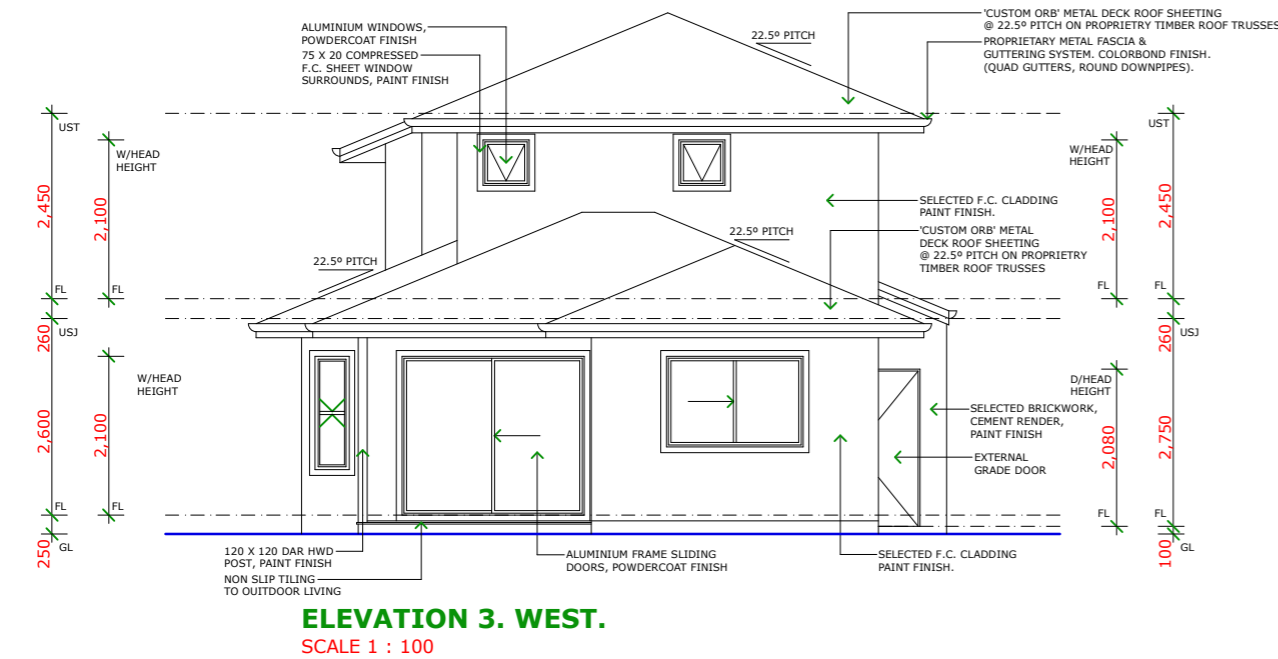 ALUMINIUM WINDOWS,
POWDERCOAT FINISH
75 X 20 COMPRESSED
F.C. SHEET WINDOW
SURROUNDS, PAINT FINISH
22.5º PITCH
'CUSTOM ORB' METAL DECK ROOF SHEETING
@ 22.5º PITCH ON PROPRIETRY TIMBER ROOF TRUSSES
PROPRIETARY METAL FASCIA &
GUTTERING SYSTEM. COLORBOND FINISH.
(QUAD GUTTERS, ROUND DOWNPIPES).
UST
W/HEAD
HEIGHT
2,450
2,100
FL
FL
UST
W/HEAD
HEIGHT
2,100
2,450
FL
FL
SELECTED F.C. CLADDING
PAINT FINISH.
'CUSTOM ORB' METAL
DECK ROOF SHEETING
@ 22.5º PITCH ON PROPRIETRY
TIMBER ROOF TRUSSES
22.5º PITCH
22.5º PITCH
260
USJ
W/HEAD
HEIGHT
2,600
2,100
FL
FL
250
GL
260
USJ
D/HEAD
HEIGHT
2,080
2,750
FL
FL
100
GL
SELECTED BRICKWORK,
CEMENT RENDER,
PAINT FINISH
EXTERNAL
GRADE DOOR
120 X 120 DAR HWD
POST, PAINT FINISH
NON SLIP TILING
TO OUITDOOR LIVING
ALUMINIUM FRAME SLIDING
DOORS, POWDERCOAT FINISH
SELECTED F.C. CLADDING
PAINT FINISH.
ELEVATION 3. WEST.
SCALE 1 : 100